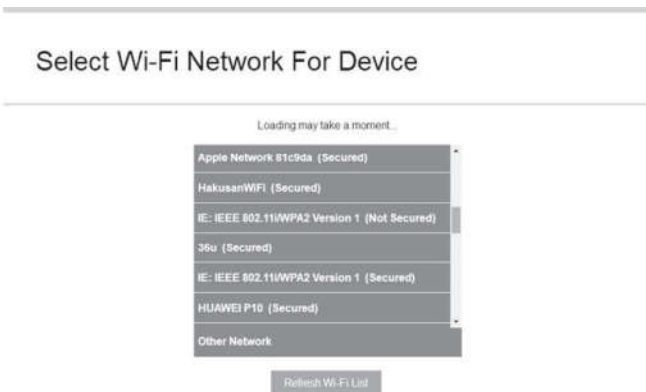 Select Wi-Fi Network For Device
Loading may take a moment...
Apple Network 81c9da (Secured)
HakusanWiFi (Secured)
IE: IEEE 802.11i/WPA2 Version 1 (Not Secured)
36u (Secured)
IE: IEEE 802.11i/WPA2 Version 1 (Secured)
HUAWEI P10 (Secured)
Other Network
Refresh Wi-Fi List